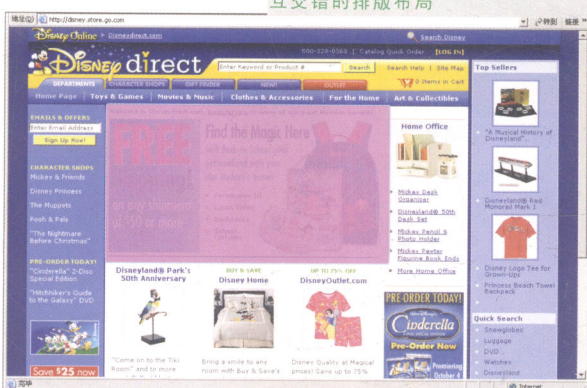 互交错的排版布局
地址(D) http://disney.store.go.com
转到 链接
Disney Online Disneydirect.com
Search Disney
800-328-0368 | Catalog Quick Order [LOG IN]
Disney direct
Enter Keyword or Product #
Search
Search Help | Site Map
0 Items in Cart
DEPARTMENTS
CHARACTER SHOPS
GIFT FINDER
NEW!
OUTLET
Home Page | Toys & Games | Movies & Music | Clothes & Accessories | For the Home | Art & Collectibles
EMAILS & OFFERS
Enter Email Address
Sign Up Now!
CHARACTER SHOPS
Mickey & Friends
Disney Princess
The Muppets
Pooh & Pals
"The Nightmare
Before Christmas"
PRE-ORDER TODAY!
"Cinderella" 2-Disc
Special Edition
"Hitchhiker's Guide
to the Galaxy" DVD
Save $25 now
FREE
Find the Magic Here
Disneyland® Park's
50th Anniversary
"Come on to the Tiki
Room" and to more
BUY & SAVE
Disney Home
Bring a smile to any
room with Buy & Save's
UP TO 75% OFF
DisneyOutlet.com
Disney Quality at Magical
prices! Save up to 75%
Home Office
Mickey Desk
Organizer
Disneyland® 50th
Desk Set
Mickey Pencil &
Photo Holder
Mickey Pewter
Figurine Book Ends
More Home Office
PRE-ORDER TODAY!
Cinderella
Pre-Order Now
Promising
October 4
Top Sellers
"A Musical History of
Disneyland"...
Disneyland® Red
Monorail Mark 1
Disney Logo Tee for
Grown-Ups
Princess Beach Towel
Backpack
Quick Search
Snowglobes
Luggage
DVD
Watches
Disneyland
完毕
Internet